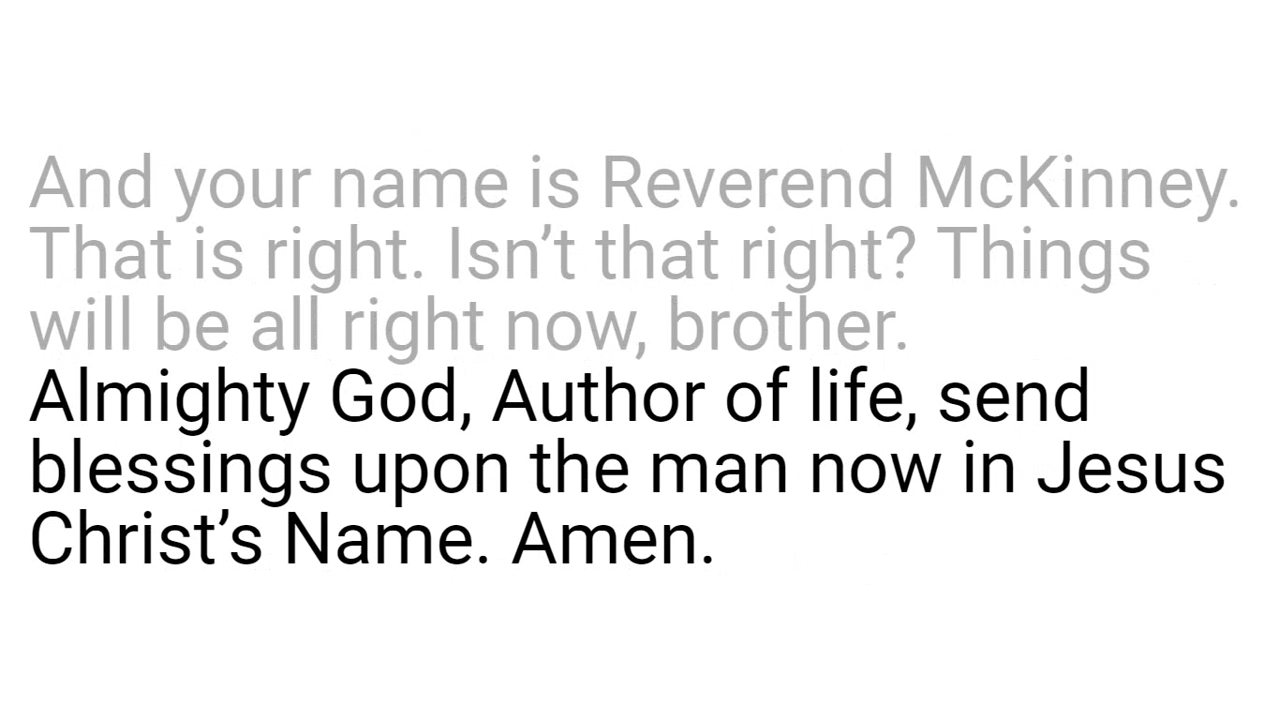 And your name is Reverend McKinney.
That is right. Isn’t that right? Things
will be all right now, brother.
Almighty God, Author of life, send
blessings upon the man now in Jesus
Christ’s Name. Amen.